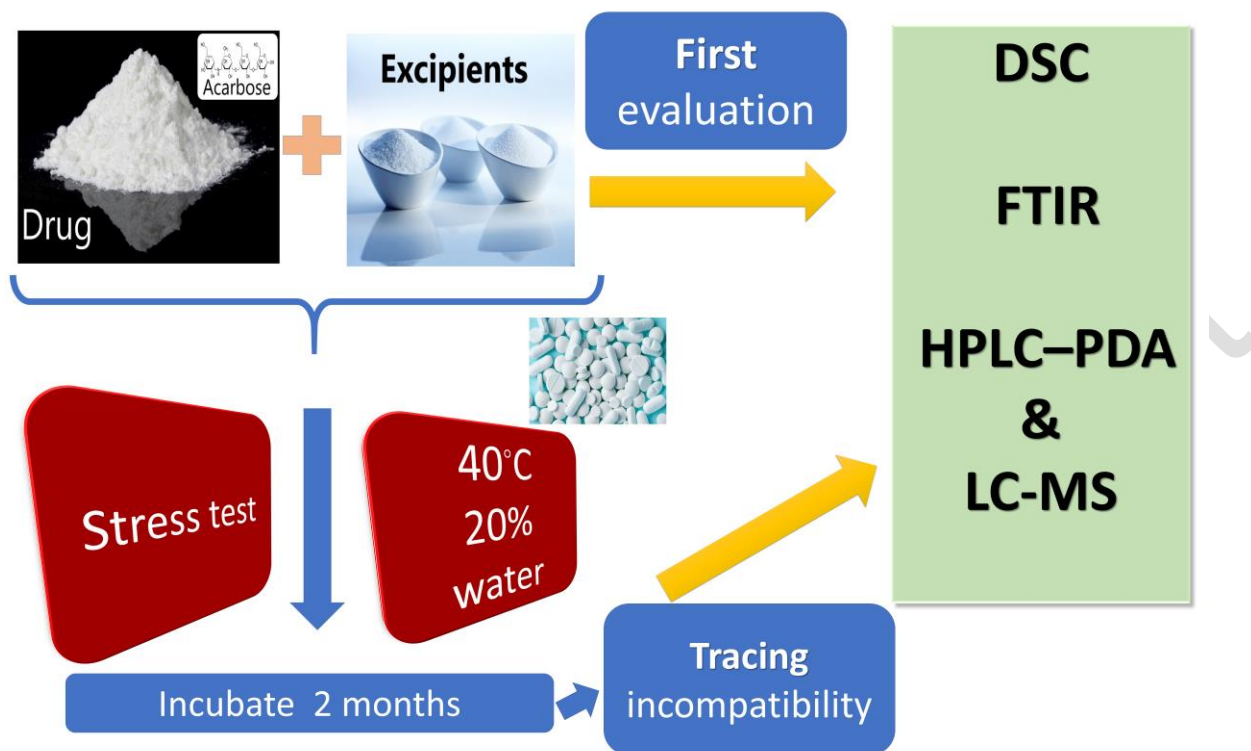 Acarbose
Drug
Excipients
First
evaluation
DSC
FTIR
HPLC–PDA
&
LC-MS
Stress test
40°C
20%
water
Incubate 2 months
Tracing
incompatibility